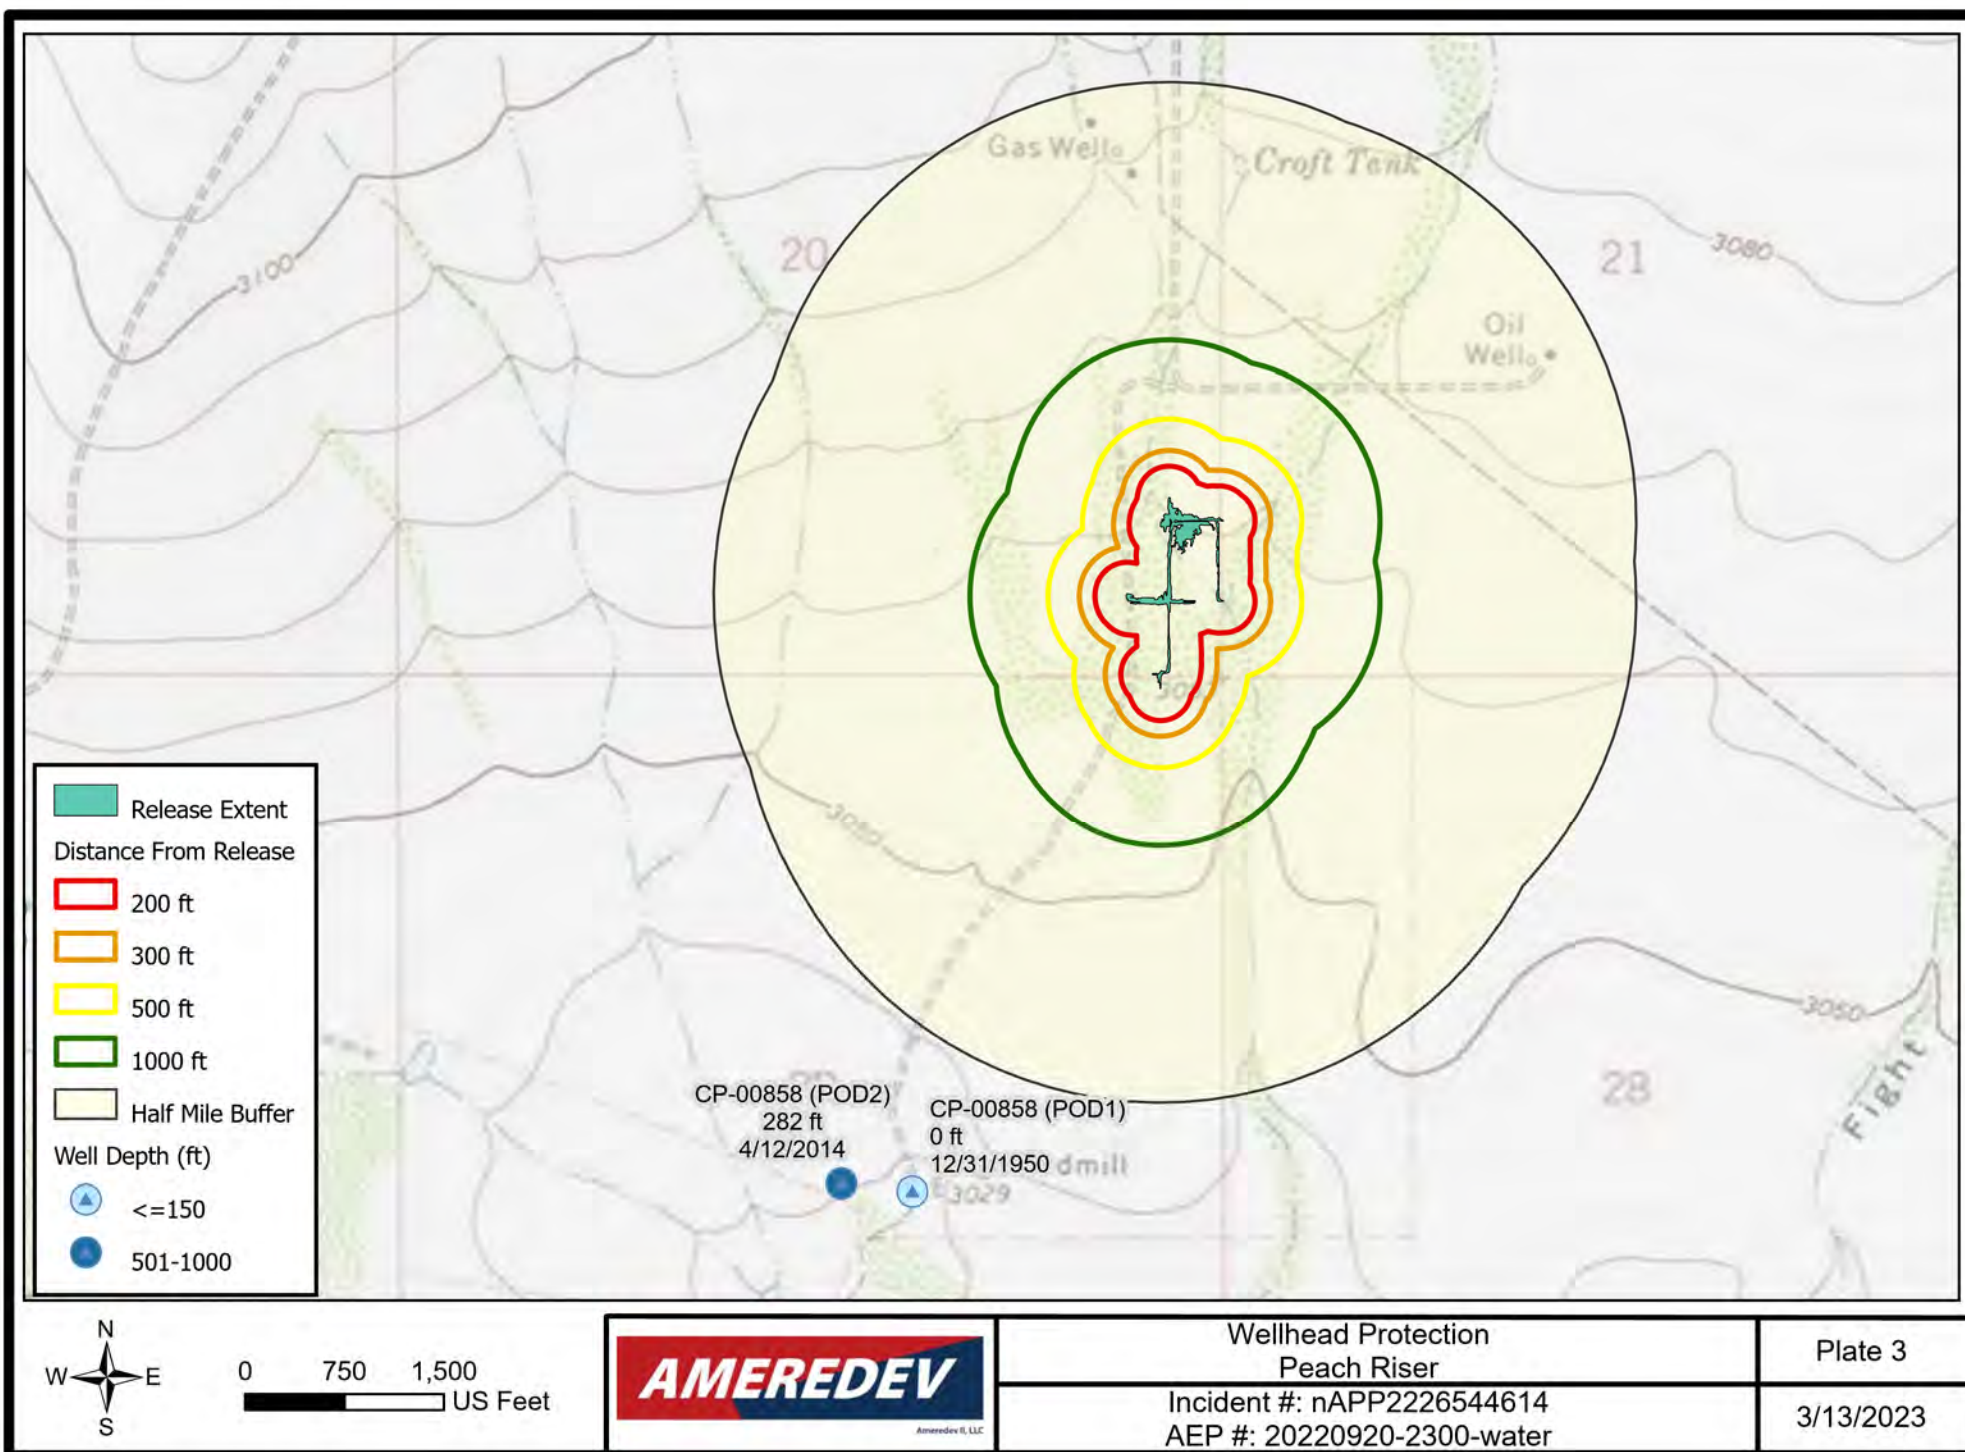 Gas Well
Croft Tank
20
21
3080
3100
Oil
Well
3050
3050
28
Fight
CP-00858 (POD2)
282 ft
4/12/2014
CP-00858 (POD1)
0 ft
12/31/1950
dmill
3029
Release Extent
Distance From Release
200 ft
300 ft
500 ft
1000 ft
Half Mile Buffer
Well Depth (ft)
<=150
501-1000
N
W
E
S
0 750 1,500
US Feet
AMEREDEV
Ameredev II, LLC
Wellhead Protection
Peach Riser
Incident #: nAPP2226544614
AEP #: 20220920-2300-water
Plate 3
3/13/2023